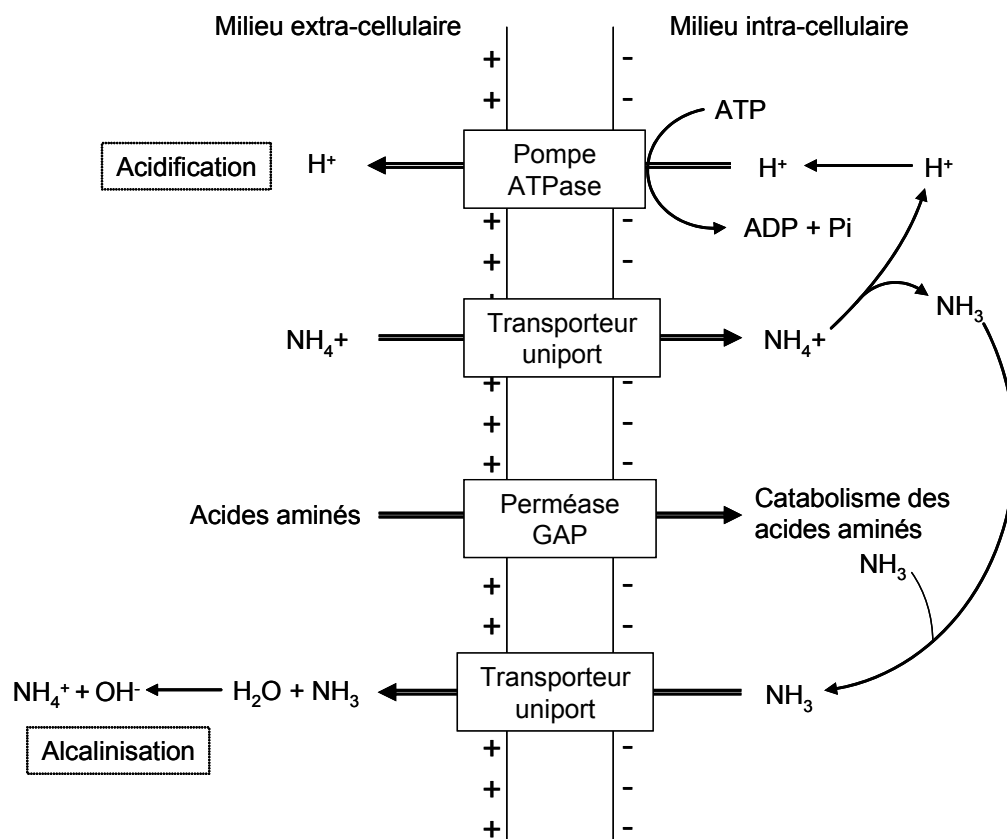 Milieu extra-cellulaire
Milieu intra-cellulaire
+ -
+ -
ATP
Acidification
H⁺
Pompe
ATPase
H⁺
H⁺
ADP + Pi
+ -
+ -
+ -
NH₃
NH₄+
Transporteur
uniport
NH₄+
+ -
+ -
+ -
Acides aminés
Perméase
GAP
Catabolisme des
acides aminés
NH₃
+ -
+ -
NH₄⁺ + OH⁻
H₂O + NH₃
Transporteur
uniport
NH₃
Alcalinisation
+ -
+ -
+ -